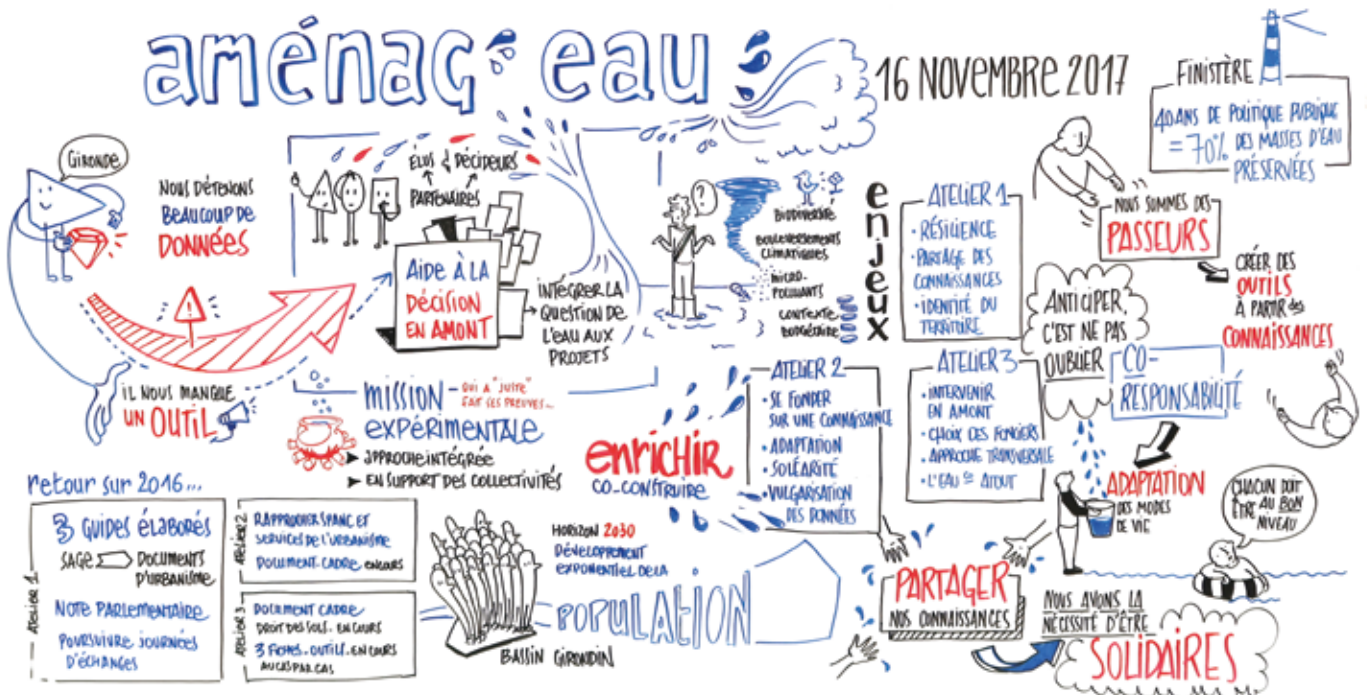 aménag'eau
16 NOVEMBRE 2017
FINISTÈRE
40 ANS DE POLITIQUE PUBLIQUE
= 70% DES MASSES D'EAU
PRÉSERVÉES
GIRONDE
NOUS DÉTENONS
BEAUCOUP DE
DONNÉES
IL NOUS MANQUE
UN OUTIL
ÉLUS & DÉCIDEURS
PARTENAIRES
AIDE À LA
DÉCISION
EN AMONT
INTÉGRER LA
QUESTION DE
L'EAU AUX
PROJETS
MISSION - QUI A "JUSTE"
FAIT SES PREUVES...
EXPÉRIMENTALE
APPROCHE INTÉGRÉE
EN SUPPORT DES COLLECTIVITÉS
?
BIODIVERSITÉ
BOULEVERSEMENTS
CLIMATIQUES
MICRO-
POLLUANTS
CONTEXTE
BUDGÉTAIRE
enjeux
ATELIER 1
• RÉSILIENCE
• PARTAGE DES
CONNAISSANCES
• IDENTITÉ DU
TERRITOIRE
ATELIER 2
• SE FONDER
SUR UNE CONNAISSANCE
• ADAPTATION
• SOLIDARITÉ
• VULGARISATION
DES DONNÉES
ATELIER 3
• INTERVENIR
EN AMONT
• CHOIX DES FONCIERS
• APPROCHE TRANSVERSALE
• L'EAU = ATOUT
enrichir
CO-CONSTRUIRE
NOUS SOMMES DES
PASSEURS
CRÉER DES
OUTILS
À PARTIR des
CONNAISSANCES
ANTICIPER,
C'EST NE PAS
OUBLIER
CO-
RESPONSABILITÉ
ADAPTATION
DES MODES
DE VIE
CHACUN DOIT
ÊTRE AU BON
NIVEAU
retour sur 2016...
ATELIER 1
3 GUIDES ÉLABORÉS
SAGE DOCUMENTS
D'URBANISME
NOTE PARLEMENTAIRE
POURSUIVRE JOURNÉES
D'ÉCHANGES
ATELIER 2
RAPPROCHER SPANC ET
SERVICES DE L'URBANISME
DOCUMENT CADRE EN COURS
ATELIER 3
DOCUMENT CADRE
DROIT DES SOLS - EN COURS
3 FICHES-OUTILS - EN COURS
AU CAS PAR CAS
BASSIN GIRONDIN
HORIZON 2030
DÉVELOPPEMENT
EXPONENTIEL DE LA
POPULATION
PARTAGER
NOS CONNAISSANCES
NOUS AVONS LA
NÉCESSITÉ D'ÊTRE
SOLIDAIRES